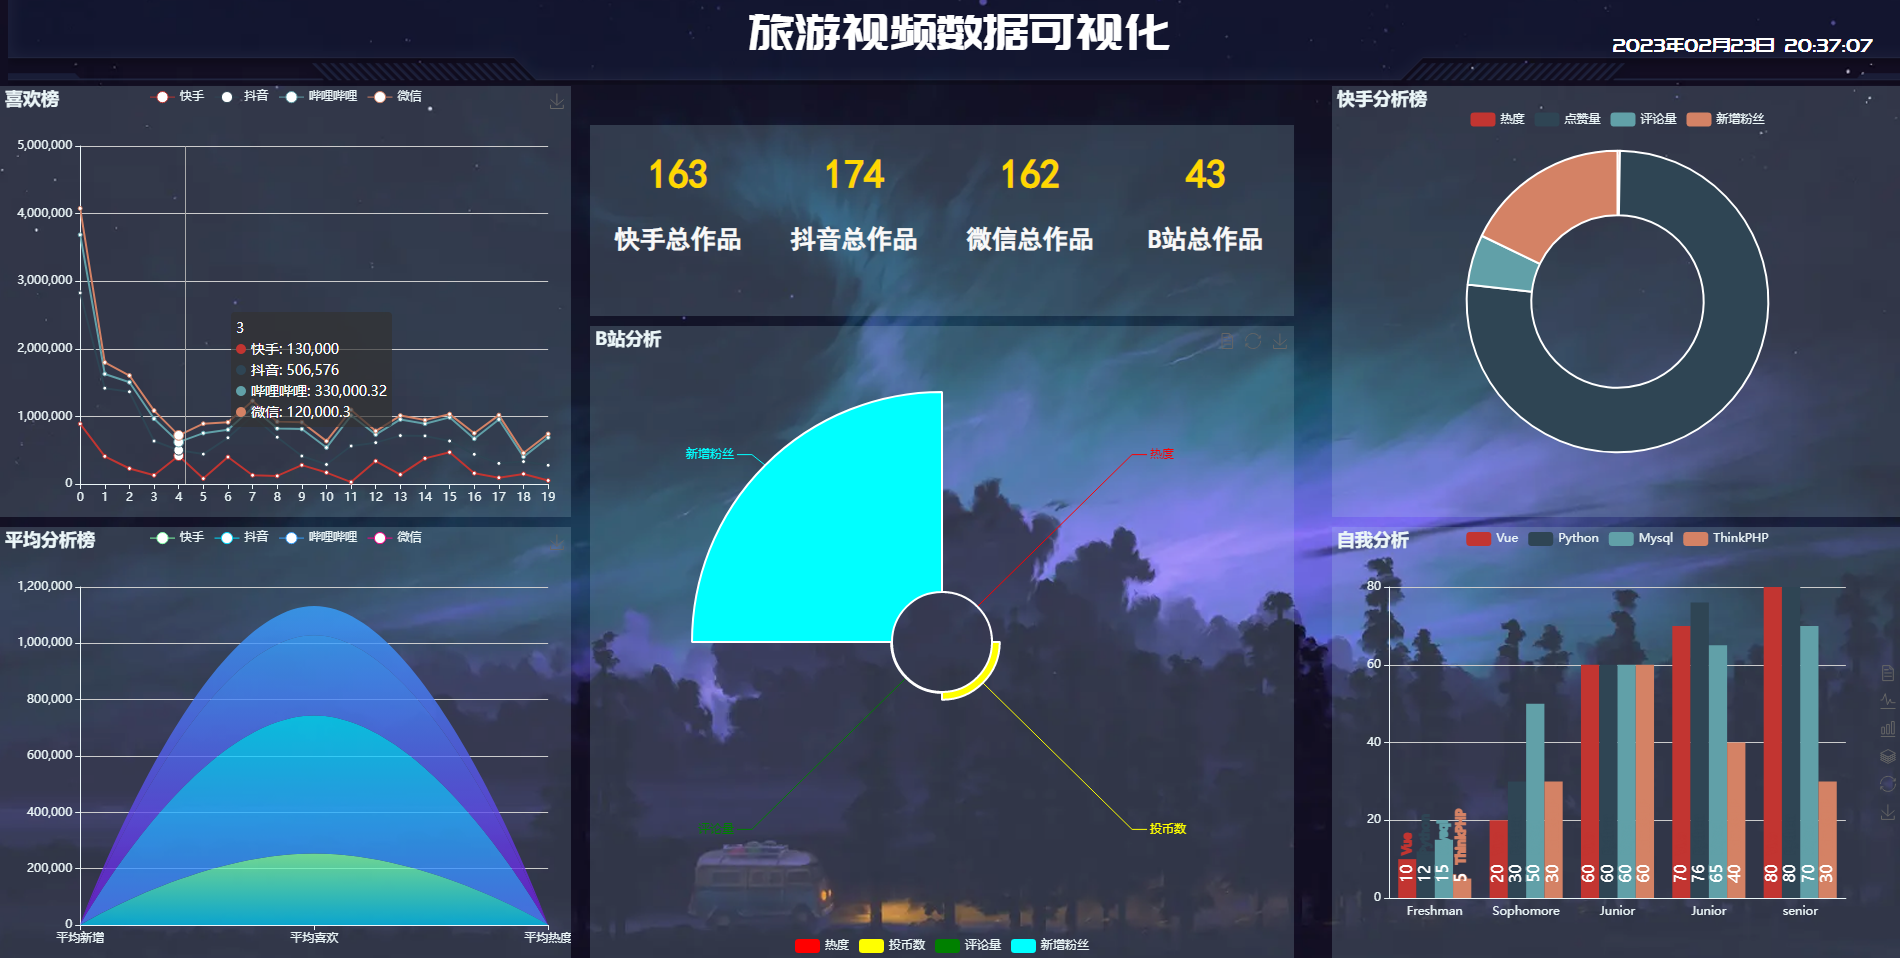 旅游视频数据可视化
2023年02月23日 20:37:07
喜欢榜
快手 抖音 哔哩哔哩 微信
5,000,000
4,000,000
3,000,000
2,000,000
1,000,000
0
0 1 2 3 4 5 6 7 8 9 10 11 12 13 14 15 16 17 18 19
3
快手: 130,000
抖音: 506,576
哔哩哔哩: 330,000.32
微信: 120,000.3
163 174 162 43
快手总作品 抖音总作品 微信总作品 B站总作品
快手分析榜
热度 点赞量 评论量 新增粉丝
B站分析
新增粉丝
热度
评论量
投币数
热度 投币数 评论量 新增粉丝
平均分析榜
快手 抖音 哔哩哔哩 微信
1,200,000
1,000,000
800,000
600,000
400,000
200,000
0
平均新增 平均喜欢 平均热度
自我分析
Vue Python Mysql ThinkPHP
80
60
40
20
0
Vue Mysql ThinkPHP
10 12 15 5 20 30 50 30 60 60 60 60 70 76 65 40 80 80 70 30
Freshman Sophomore Junior Junior senior